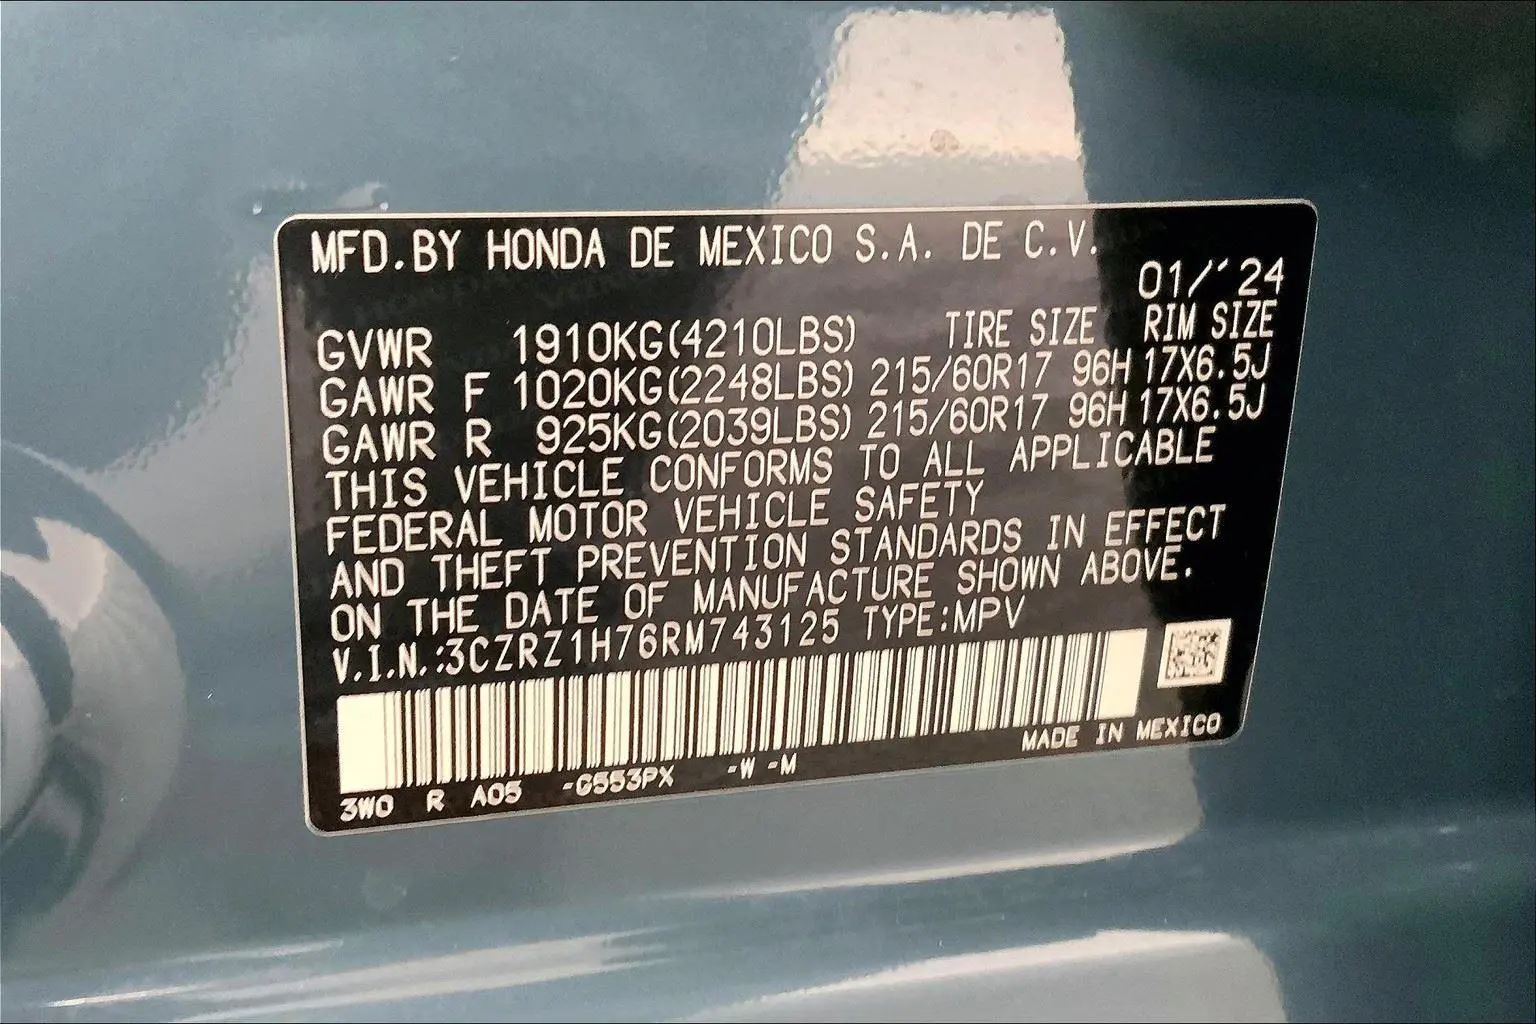 MFD.BY HONDA DE MEXICO S.A. DE C.V.
01/´24
GVWR 1910KG(4210LBS) TIRE SIZE RIM SIZE
GAWR F 1020KG(2248LBS) 215/60R17 96H 17X6.5J
GAWR R 925KG(2039LBS) 215/60R17 96H 17X6.5J
THIS VEHICLE CONFORMS TO ALL APPLICABLE
FEDERAL MOTOR VEHICLE SAFETY
AND THEFT PREVENTION STANDARDS IN EFFECT
ON THE DATE OF MANUFACTURE SHOWN ABOVE.
V.I.N.:3CZRZ1H76RM743125 TYPE:MPV
MADE IN MEXICO
3W0 R A05 -G553PX -W -M